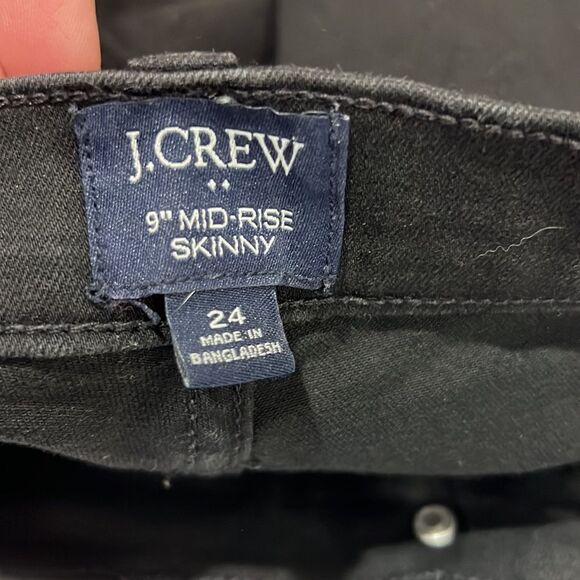 J.CREW
9" MID-RISE
SKINNY
24
MADE IN
BANGLADESH